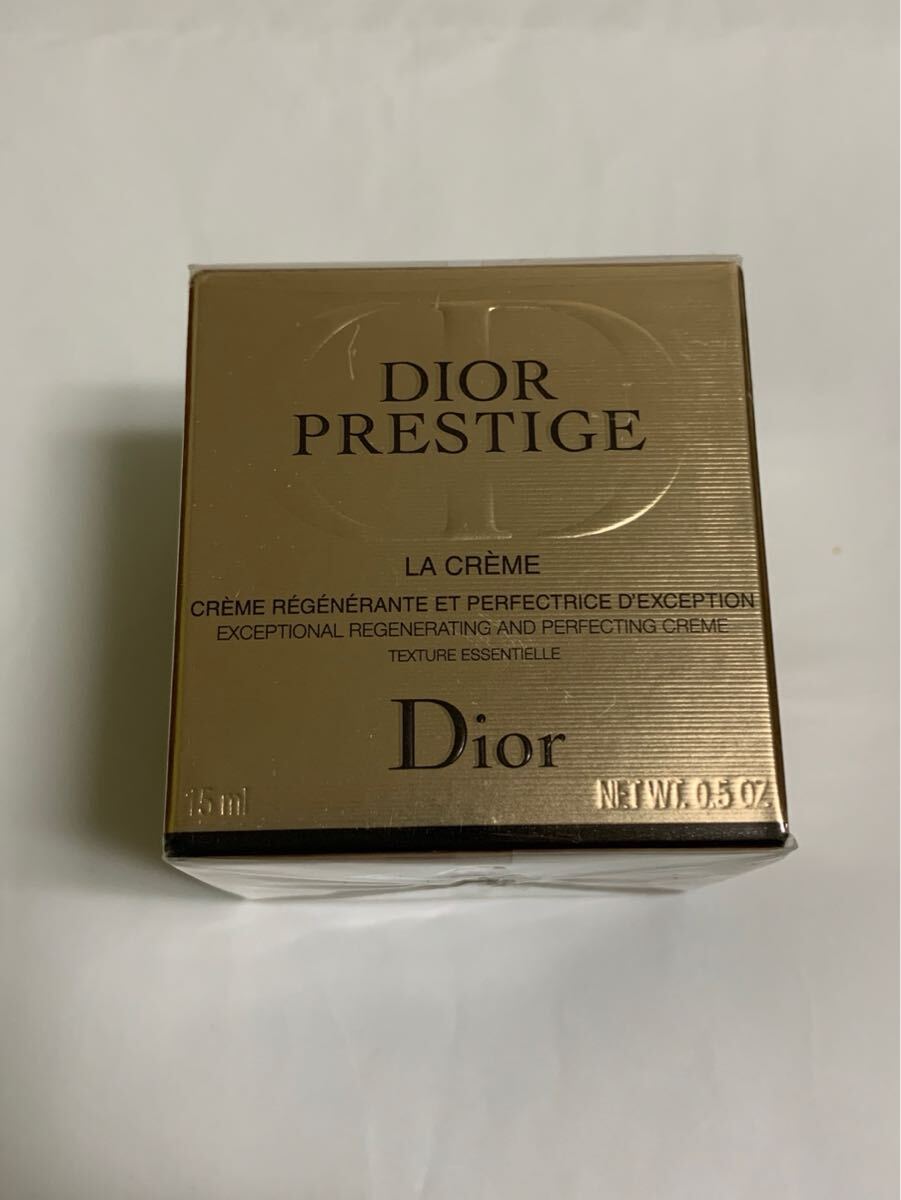 DIOR
PRESTIGE
LA CRÈME
CRÈME RÉGÉNÉRANTE ET PERFECTRICE D'EXCEPTION
EXCEPTIONAL REGENERATING AND PERFECTING CREME
TEXTURE ESSENTIELLE
Dior
15 ml NET WT. 0.5 OZ